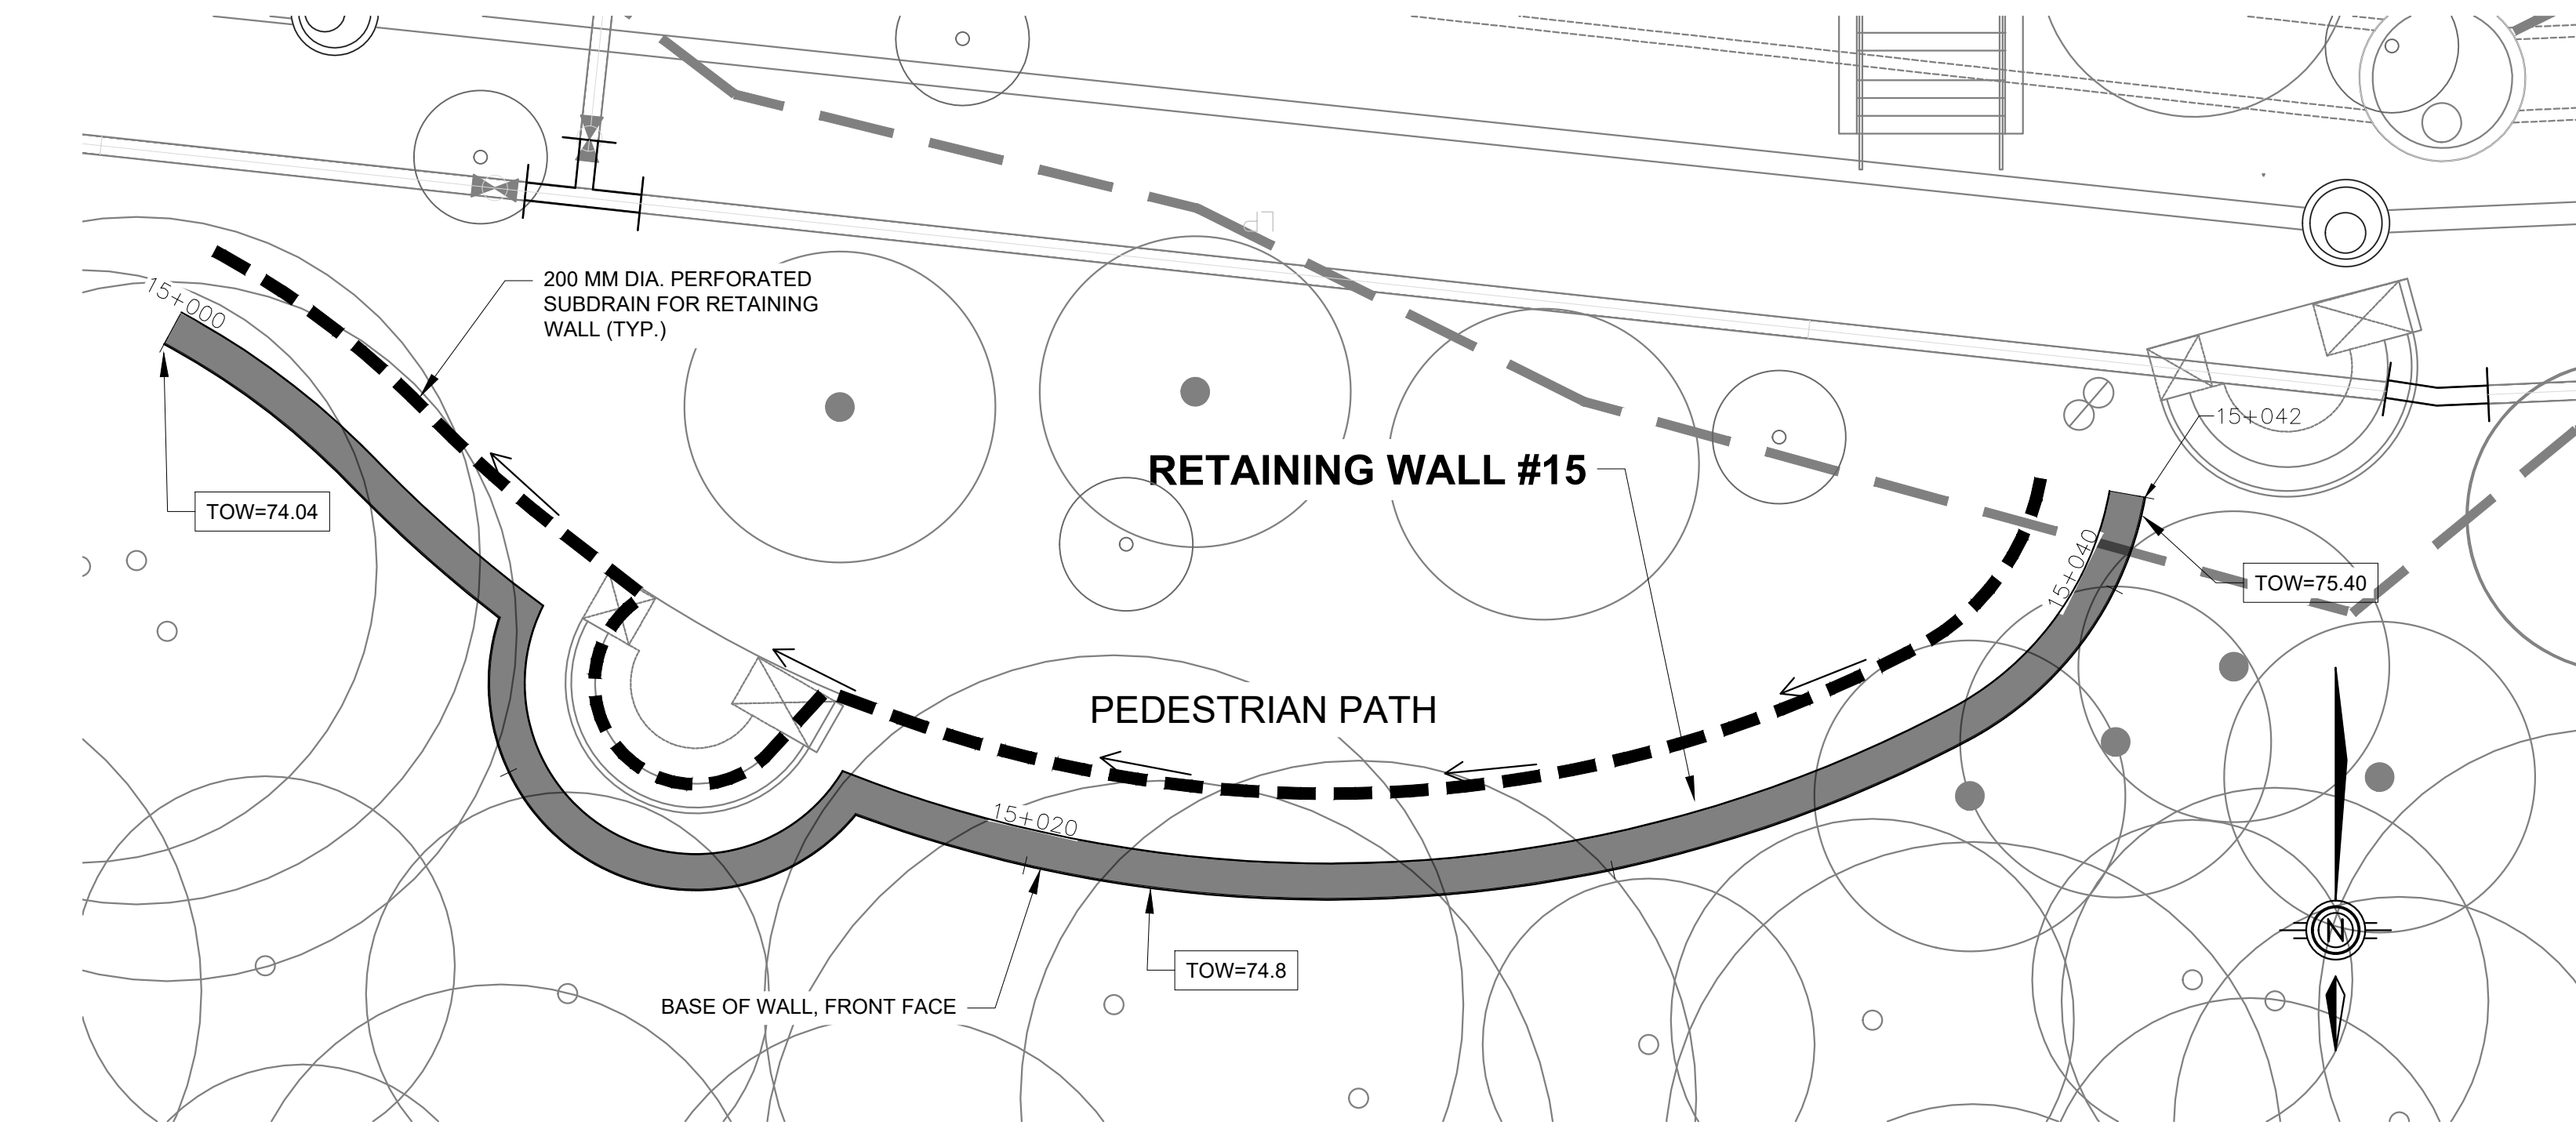 15+000
200 MM DIA. PERFORATED
SUBDRAIN FOR RETAINING
WALL (TYP.)
15+042
RETAINING WALL #15
TOW=74.04
15+040
TOW=75.40
PEDESTRIAN PATH
15+020
N
TOW=74.8
BASE OF WALL, FRONT FACE